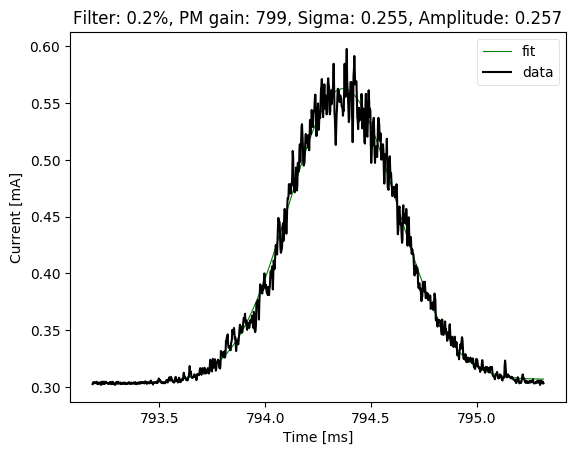 Filter: 0.2%, PM gain: 799, Sigma: 0.255, Amplitude: 0.257
fit
data
0.60
0.55
0.50
0.45
0.40
0.35
0.30
Current [mA]
793.5 794.0 794.5 795.0
Time [ms]